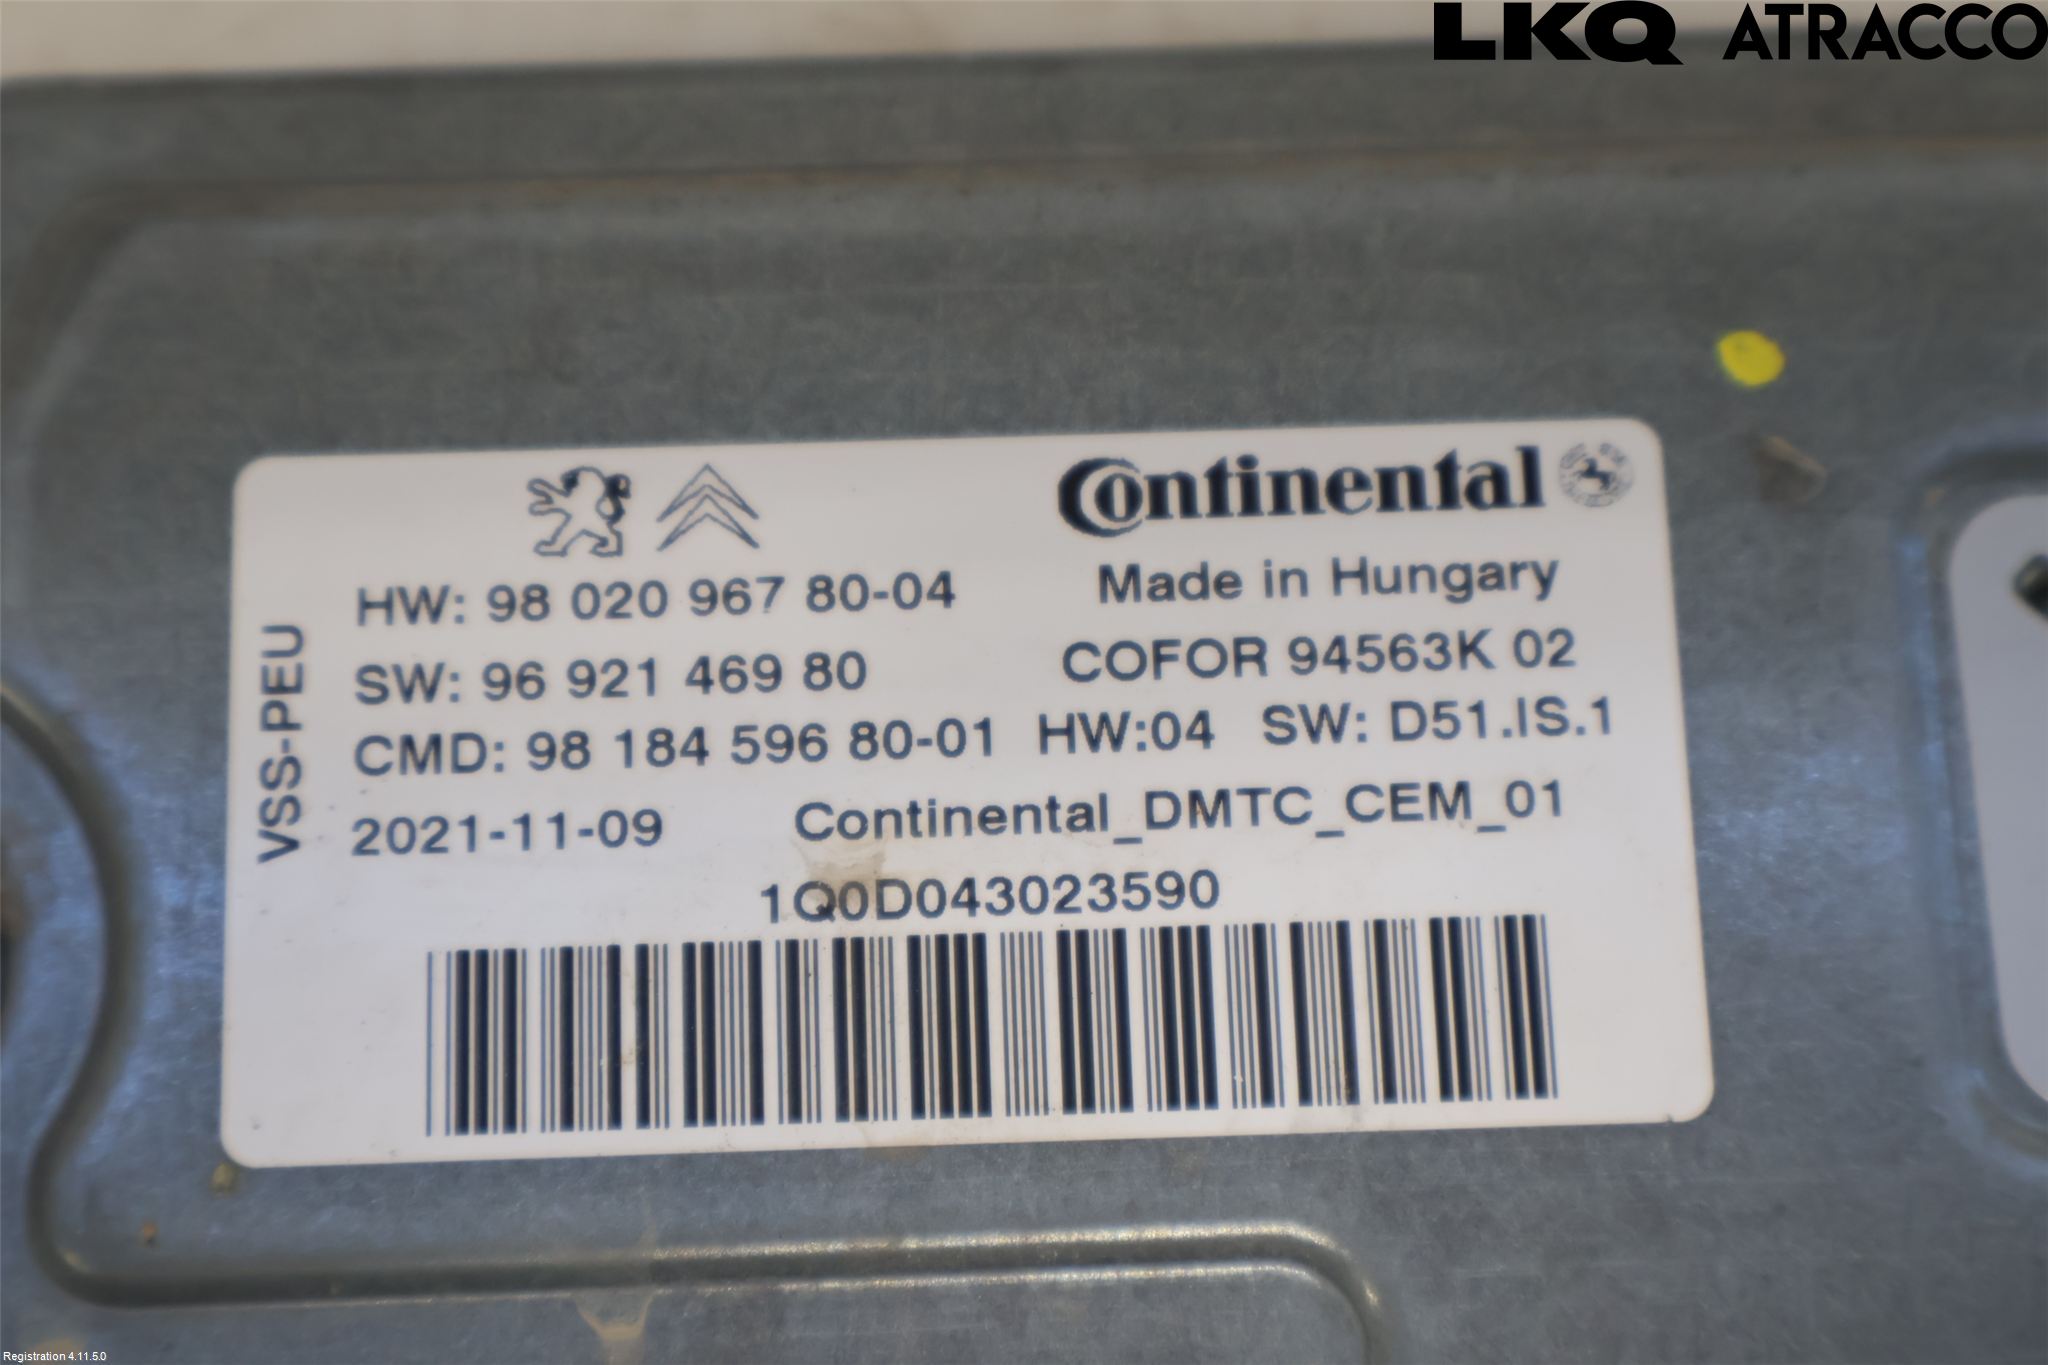 LKQ ATRACCO
Continental
HW: 98 020 967 80-04
Made in Hungary
SW: 96 921 469 80
COFOR 94563K 02
CMD: 98 184 596 80-01 HW:04 SW: D51.IS.1
2021-11-09 Continental_DMTC_CEM_01
VSS-PEU
1Q0D043023590
Registration 4.11.5.0